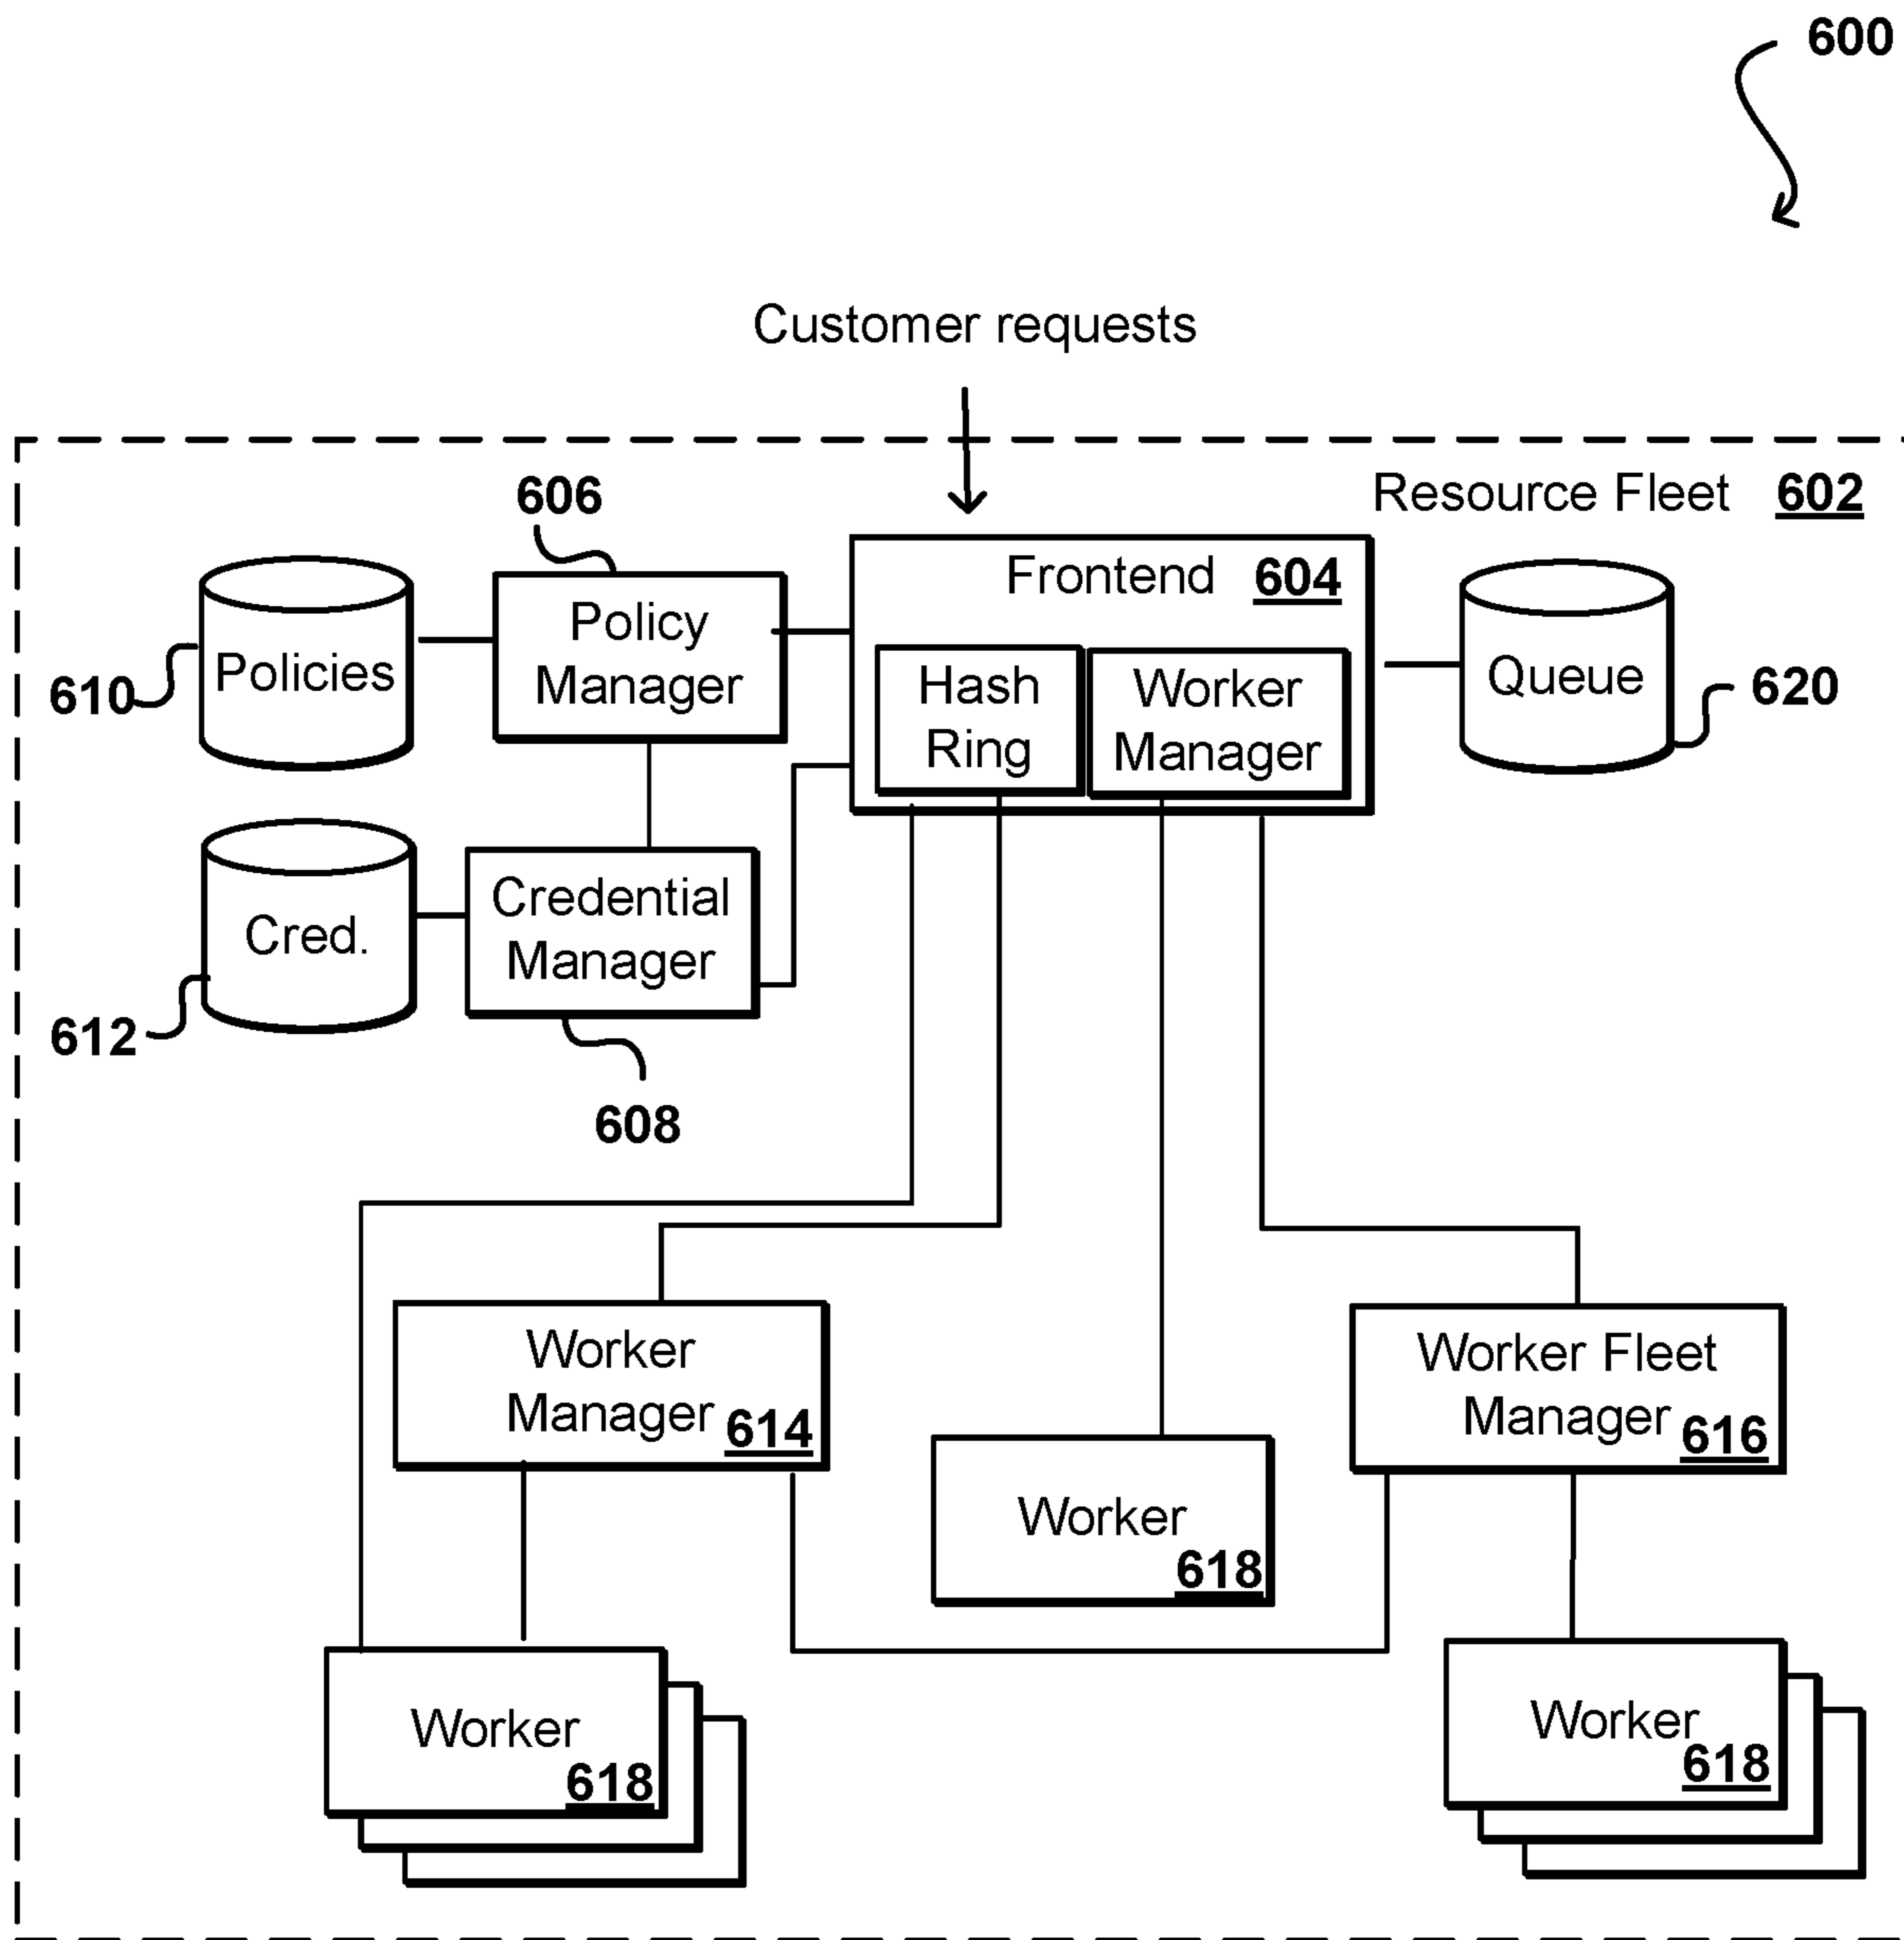 600
Customer requests
Resource Fleet 602
606
Frontend 604
Policy
Manager
Policies
610
Hash
Ring
Worker
Manager
Queue
620
Credential
Manager
Cred.
612
608
Worker
Manager 614
Worker Fleet
Manager 616
Worker
618
Worker
618
Worker
618